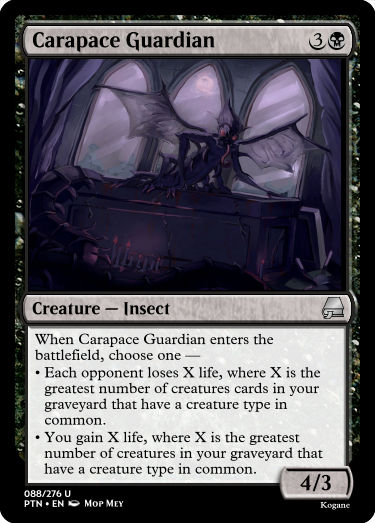 Carapace Guardian 3
Creature — Insect
When Carapace Guardian enters the
battlefield, choose one —
• Each opponent loses X life, where X is the
greatest number of creatures cards in your
graveyard that have a creature type in
common.
• You gain X life, where X is the greatest
number of creatures in your graveyard that
have a creature type in common.
4/3
088/276 U
PTN • EN Mop Mey
Kogane